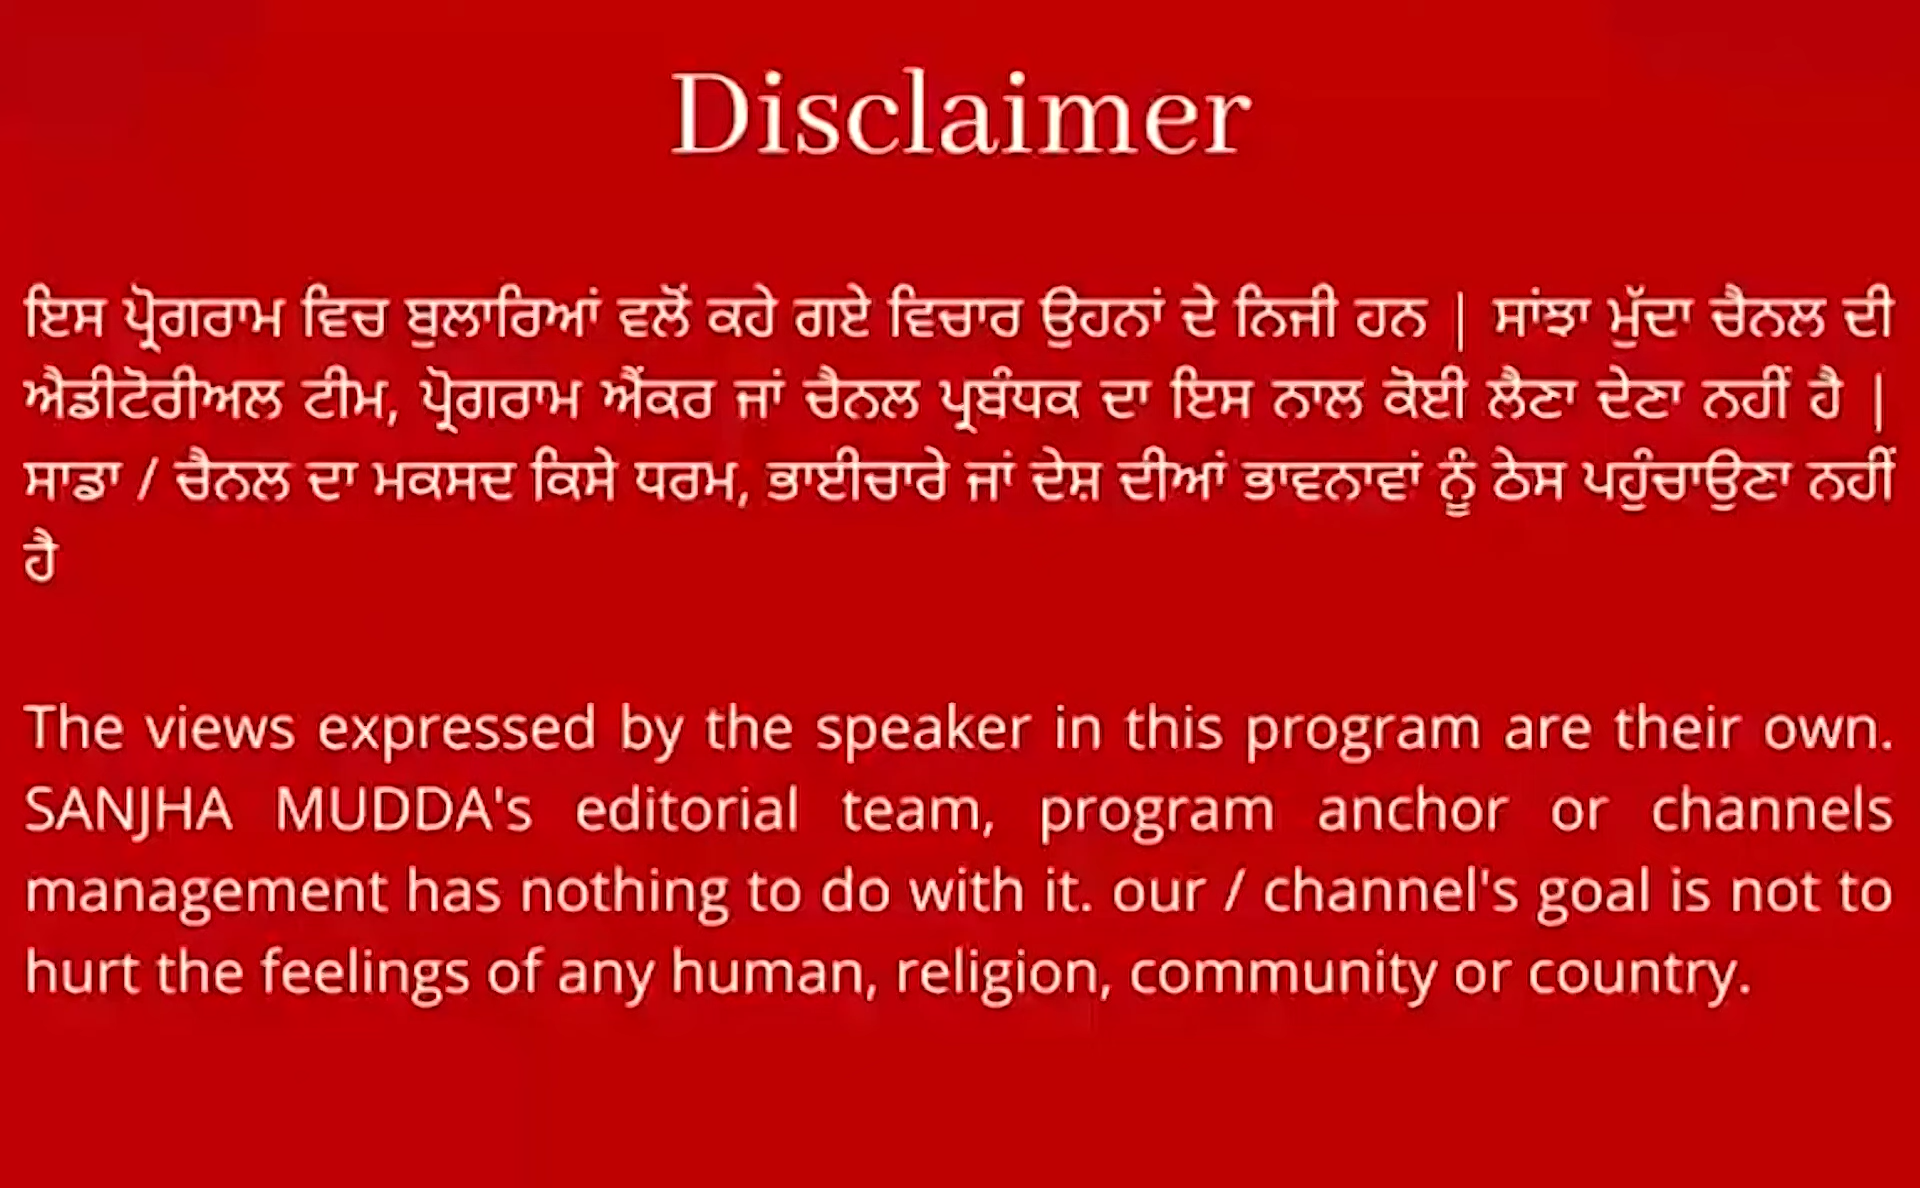 Disclaimer
ਇਸ ਪ੍ਰੋਗਰਾਮ ਵਿਚ ਬੁਲਾਰਿਆਂ ਵਲੋਂ ਕਹੇ ਗਏ ਵਿਚਾਰ ਉਹਨਾਂ ਦੇ ਨਿਜੀ ਹਨ | ਸਾਂਝਾ ਮੁੱਦਾ ਚੈਨਲ ਦੀ
ਐਡੀਟੋਰੀਅਲ ਟੀਮ, ਪ੍ਰੋਗਰਾਮ ਐਂਕਰ ਜਾਂ ਚੈਨਲ ਪ੍ਰਬੰਧਕ ਦਾ ਇਸ ਨਾਲ ਕੋਈ ਲੈਣਾ ਦੇਣਾ ਨਹੀਂ ਹੈ |
ਸਾਡਾ / ਚੈਨਲ ਦਾ ਮਕਸਦ ਕਿਸੇ ਧਰਮ, ਭਾਈਚਾਰੇ ਜਾਂ ਦੇਸ਼ ਦੀਆਂ ਭਾਵਨਾਵਾਂ ਨੂੰ ਠੇਸ ਪਹੁੰਚਾਉਣਾ ਨਹੀਂ
ਹੈ
The views expressed by the speaker in this program are their own.
SANJHA MUDDA's editorial team, program anchor or channels
management has nothing to do with it. our / channel's goal is not to
hurt the feelings of any human, religion, community or country.